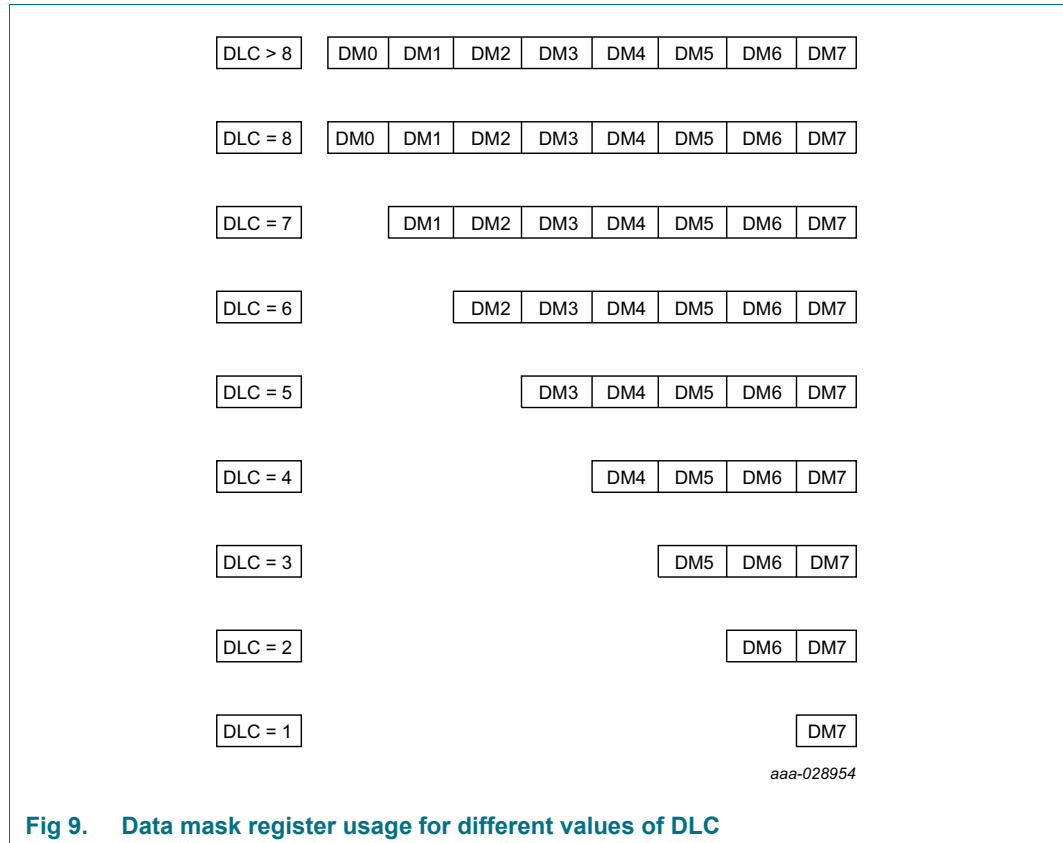 DLC > 8 DM0 DM1 DM2 DM3 DM4 DM5 DM6 DM7
DLC = 8 DM0 DM1 DM2 DM3 DM4 DM5 DM6 DM7
DLC = 7 DM1 DM2 DM3 DM4 DM5 DM6 DM7
DLC = 6 DM2 DM3 DM4 DM5 DM6 DM7
DLC = 5 DM3 DM4 DM5 DM6 DM7
DLC = 4 DM4 DM5 DM6 DM7
DLC = 3 DM5 DM6 DM7
DLC = 2 DM6 DM7
DLC = 1 DM7
aaa-028954
Fig 9. Data mask register usage for different values of DLC